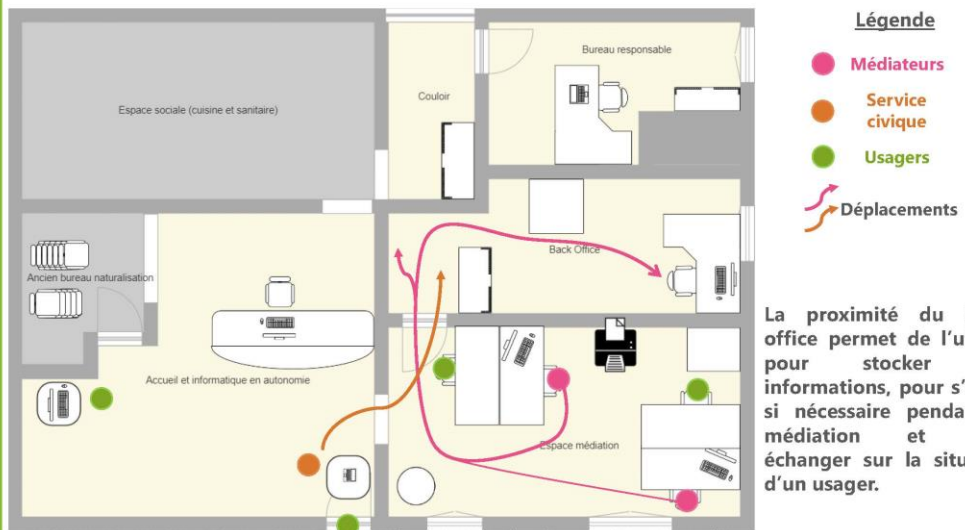 Espace sociale (cuisine et sanitaire)
Couloir
Bureau responsable
Ancien bureau naturalisation
Back Office
Accueil et informatique en autonomie
Espace médiation
Légende
Médiateurs
Service
civique
Usagers
Déplacements
La proximité du
office permet de
pour stocker
informations, pour
si nécessaire
médiation et
échanger sur la
d'un usager.